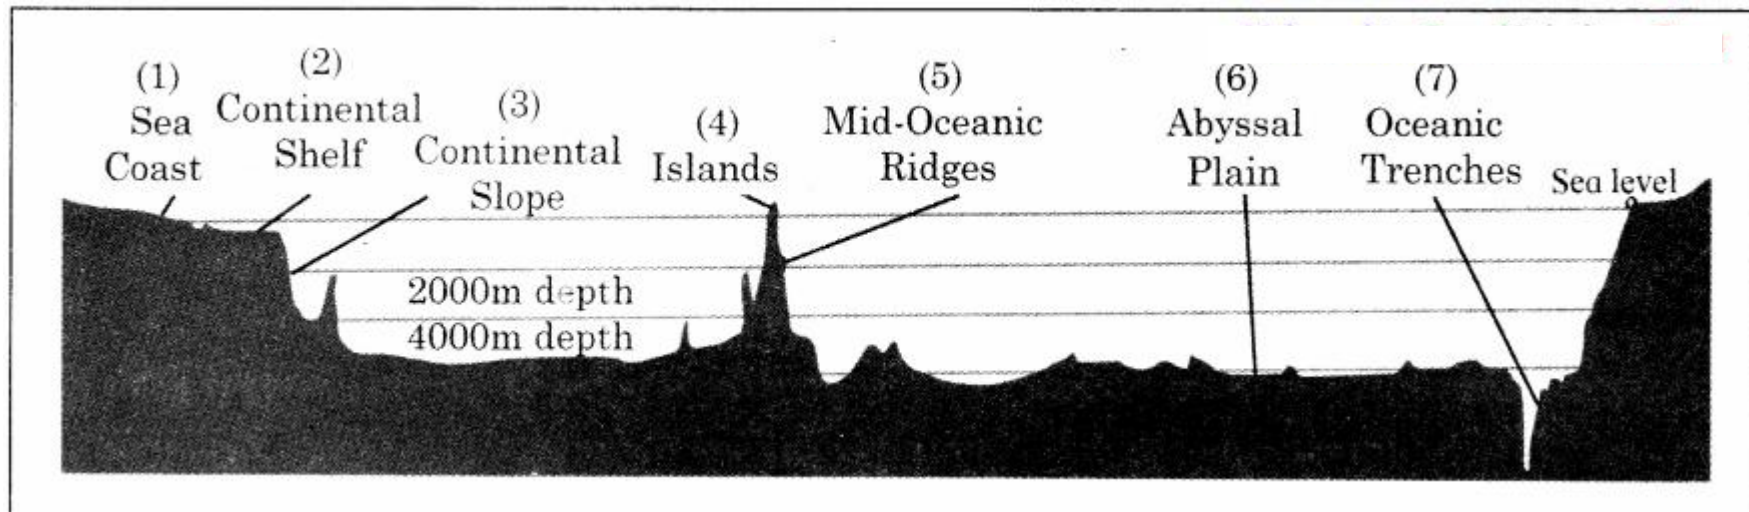 (1)
Sea
Coast
(2)
Continental
Shelf
(3)
Continental
Slope
(4)
Islands
(5)
Mid-Oceanic
Ridges
(6)
Abyssal
Plain
(7)
Oceanic
Trenches
Sea level
2000m depth
4000m depth